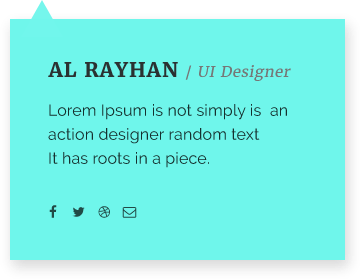 AL RAYHAN / UI Designer
Lorem Ipsum is not simply is  an
action designer random text
It has roots in a piece.